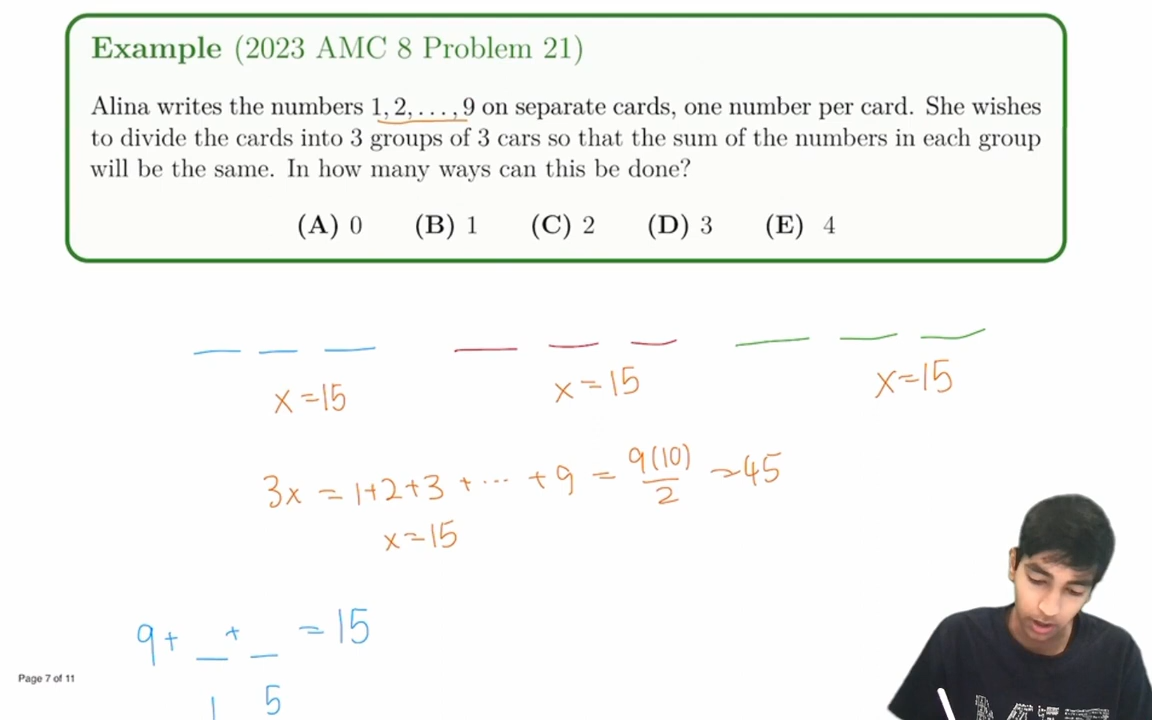 Example (2023 AMC 8 Problem 21)
Alina writes the numbers 1, 2, . . . , 9 on separate cards, one number per card. She wishes
to divide the cards into 3 groups of 3 cars so that the sum of the numbers in each group
will be the same. In how many ways can this be done?
(A) 0 (B) 1 (C) 2 (D) 3 (E) 4
x=15 x=15 x=15
3x = 1+2+3 + ... + 9 = 9(10)/2 = 45
x=15
9 + _ + _ = 15
1 5
Page 7 of 11